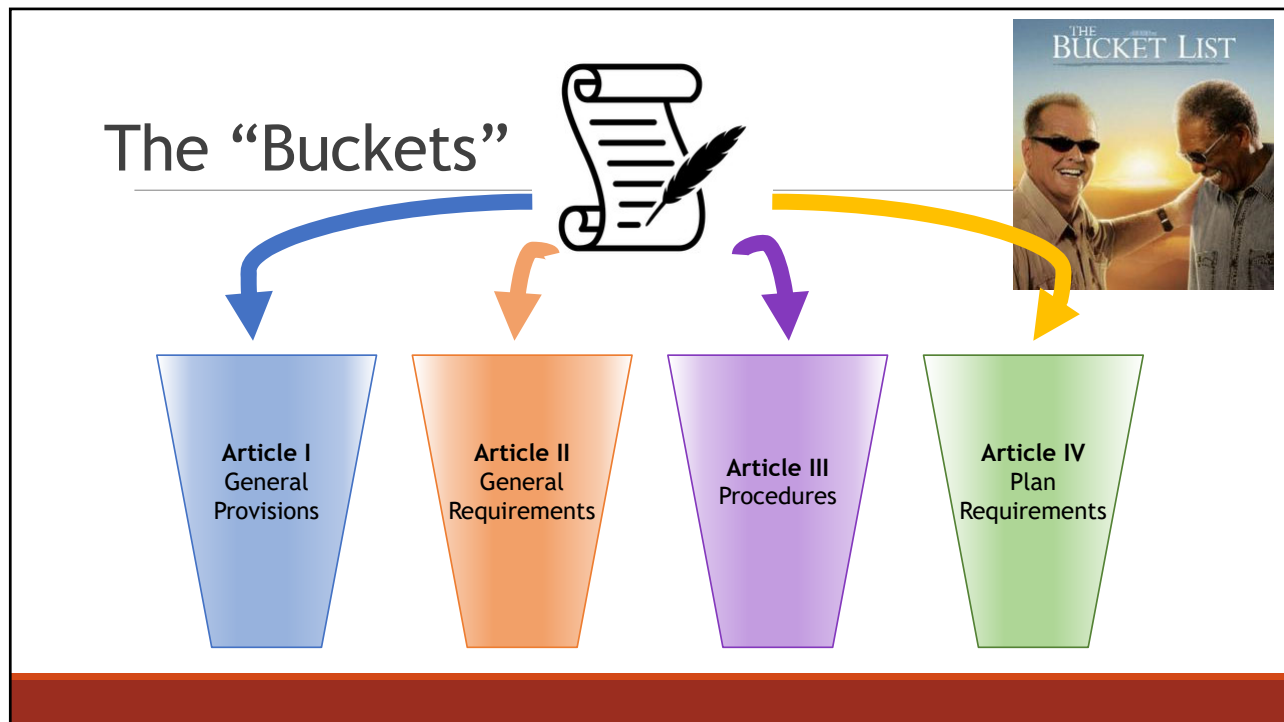 THE
BUCKET LIST
The “Buckets”
Article I
General
Provisions
Article II
General
Requirements
Article III
Procedures
Article IV
Plan
Requirements